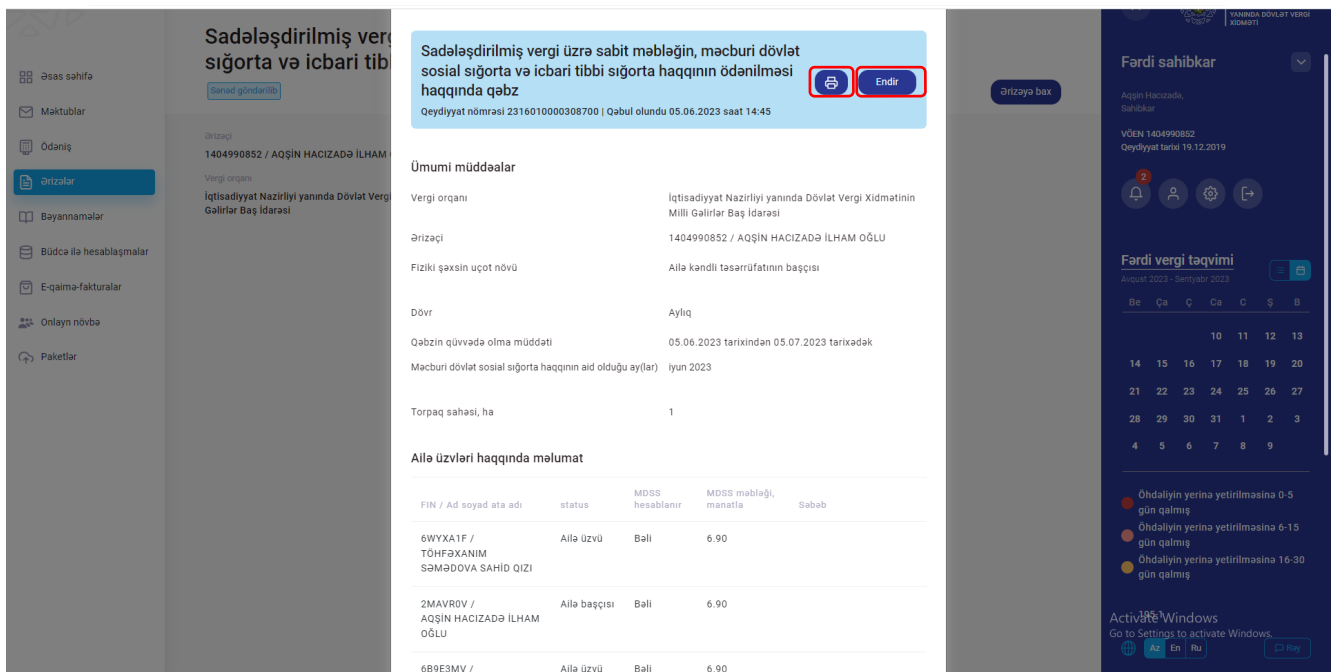 Əsas səhifə
Məktublar
Ödəniş
Ərizələr
Bəyannamələr
Büdcə ilə hesablaşmalar
E-qaimə-fakturalar
Onlayn növbə
Paketlər
Sadələşdirilmiş
sığorta və icbari tib
Sənəd göndərilib
Ərizəyə bax
Ərizəçi
1404990852 / AQŞİN HACIZADƏ İLHAM
Vergi orqanı
İqtisadiyyat Nazirliyi yanında Dövlət Vergi
Gəlirlər Baş İdarəsi
Sadələşdirilmiş vergi üzrə sabit məbləğin, məcburi dövlət
sosial sığorta və icbari tibbi sığorta haqqının ödənilməsi
haqqında qəbz
Endir
Qeydiyyat nömrəsi 2316010000308700 | Qəbul olundu 05.06.2023 saat 14:45
Ümumi müddəalar
Vergi orqanı
İqtisadiyyat Nazirliyi yanında Dövlət Vergi Xidmətinin
Milli Gəlirlər Baş İdarəsi
Ərizəçi
1404990852 / AQŞİN HACIZADƏ İLHAM OĞLU
Fiziki şəxsin uçot növü
Ailə kəndli təsərrüfatının başçısı
Dövr
Aylıq
Qəbzin qüvvədə olma müddəti
05.06.2023 tarixindən 05.07.2023 tarixədək
Məcburi dövlət sosial sığorta haqqının aid olduğu ay(lar) iyun 2023
Torpaq sahəsi, ha
1
Ailə üzvləri haqqında məlumat
FIN / Ad soyad ata adı
status
MDSS
hesablanır
MDSS məbləği,
manatla
Səbəb
6WYXA1F /
TÖHFƏXANIM
SƏMƏDOVA SAHİD QIZI
Ailə üzvü
Bəli
6.90
2MAVR0V /
AQŞİN HACIZADƏ İLHAM
OĞLU
Ailə başçısı
Bəli
6.90
6B9E3MV /
Ailə üzvü
Bəli
6.90
YANINDA DÖVLƏT VERGİ
XİDMƏTİ
Fərdi sahibkar
Aqşin Hacızadə,
Sahibkar
VÖEN 1404990852
Qeydiyyat tarixi 19.12.2019
2
Fərdi vergi təqvimi
Avqust 2023 - Sentyabr 2023
Be Ça Ç Ca C Ş B
10 11 12 13
14 15 16 17 18 19 20
21 22 23 24 25 26 27
28 29 30 31 1 2 3
4 5 6 7 8 9
Öhdəliyin yerinə yetirilməsinə 0-5
gün qalmış
Öhdəliyin yerinə yetirilməsinə 6-15
gün qalmış
Öhdəliyin yerinə yetirilməsinə 16-30
gün qalmış
195-1
Activate Windows
Go to Settings to activate Windows.
Az En Ru
Rəy